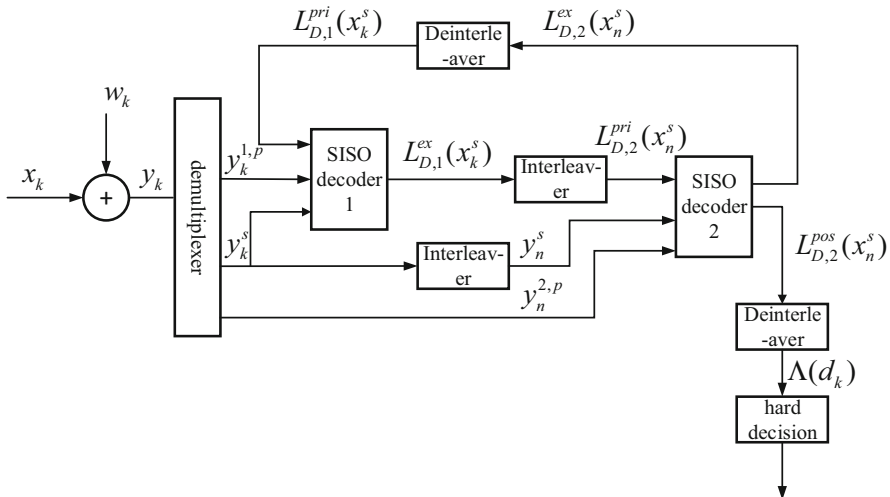 L_{D,1}^{pri}(x_k^s)
Deinterle
-aver
L_{D,2}^{ex}(x_n^s)
w_k
x_k
+
y_k
demultiplexer
y_k^{1,p}
y_k^s
SISO
decoder
1
L_{D,1}^{ex}(x_k^s)
Interleav-
er
L_{D,2}^{pri}(x_n^s)
SISO
decoder
2
Interleav-
er
y_n^s
y_n^{2,p}
L_{D,2}^{pos}(x_n^s)
Deinterle
-aver
Λ(d_k)
hard
decision